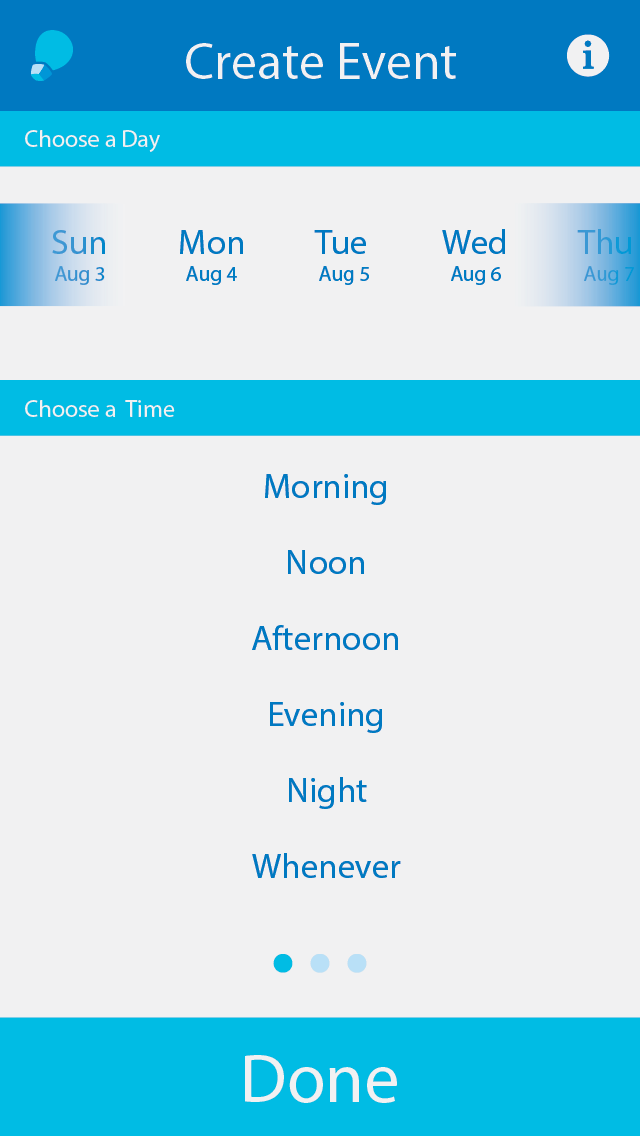 Create Event
i
Choose a Day
Sun Mon Tue Wed Thu
Aug 3 Aug 4 Aug 5 Aug 6 Aug 7
Choose a Time
Morning
Noon
Afternoon
Evening
Night
Whenever
Done